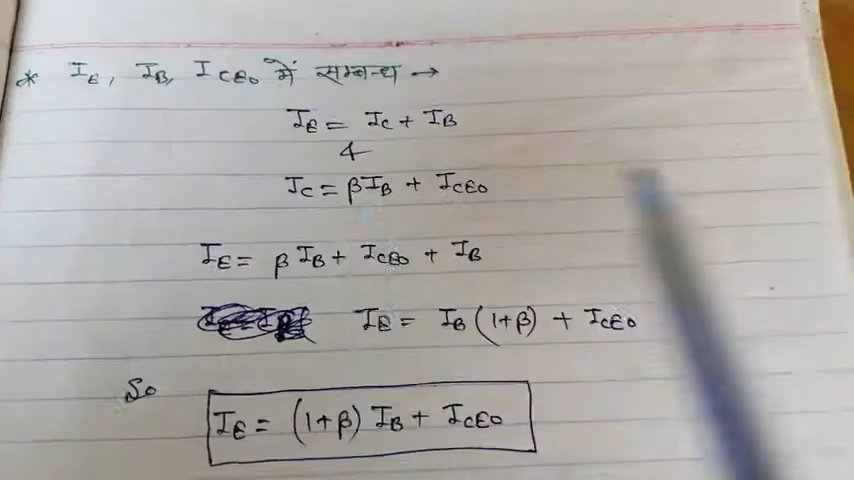 * I_E, I_B, I_CEO में सम्बन्ध →
I_E = I_C + I_B
&
I_C = βI_B + I_CEO
I_E = βI_B + I_CEO + I_B
I_E = I_B(1+β) + I_CEO
So
I_E = (1+β) I_B + I_CEO